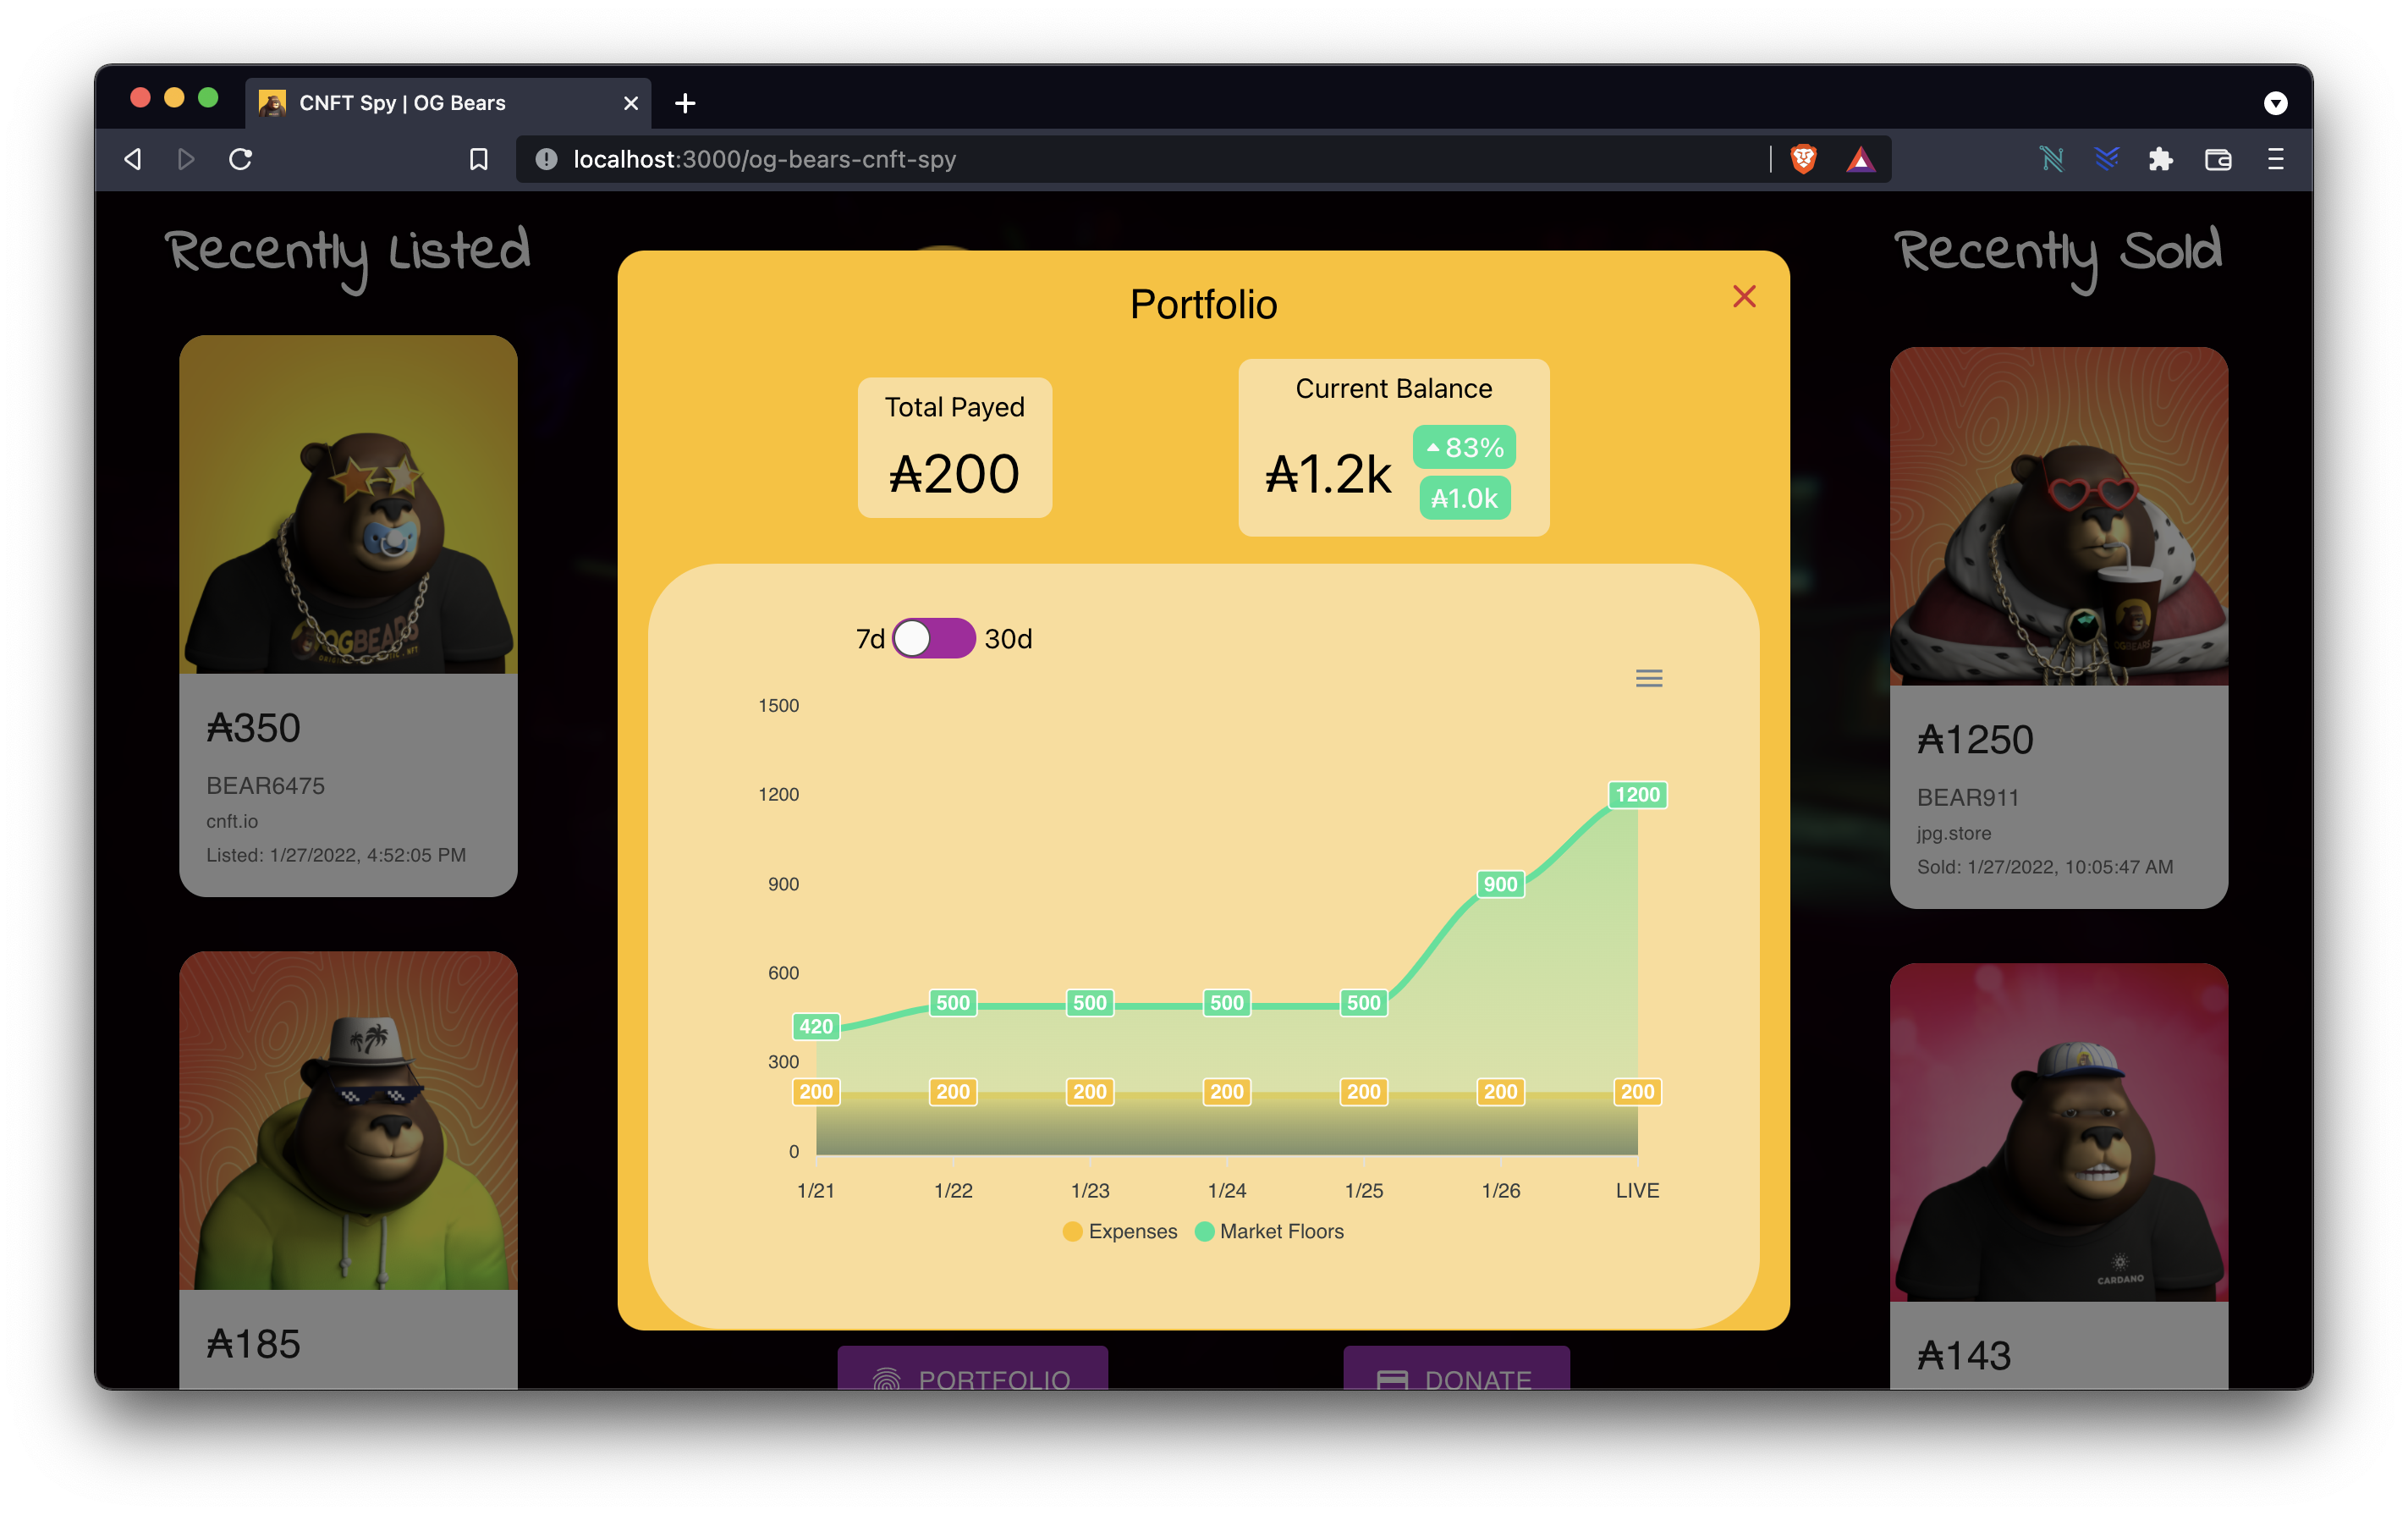 CNFT Spy | OG Bears
localhost:3000/og-bears-cnft-spy
Recently Listed
₳350
BEAR6475
cnft.io
Listed: 1/27/2022, 4:52:05 PM
₳185
Portfolio
Total Payed
₳200
Current Balance
₳1.2k
83%
₳1.0k
7d 30d
1500
1200
900
600
300
0
420 500 500 500 500 900 1200
200 200 200 200 200 200 200
1/21 1/22 1/23 1/24 1/25 1/26 LIVE
Expenses Market Floors
PORTFOLIO
DONATE
Recently Sold
OGBEARS
₳1250
BEAR911
jpg.store
Sold: 1/27/2022, 10:05:47 AM
CARDANO
₳143